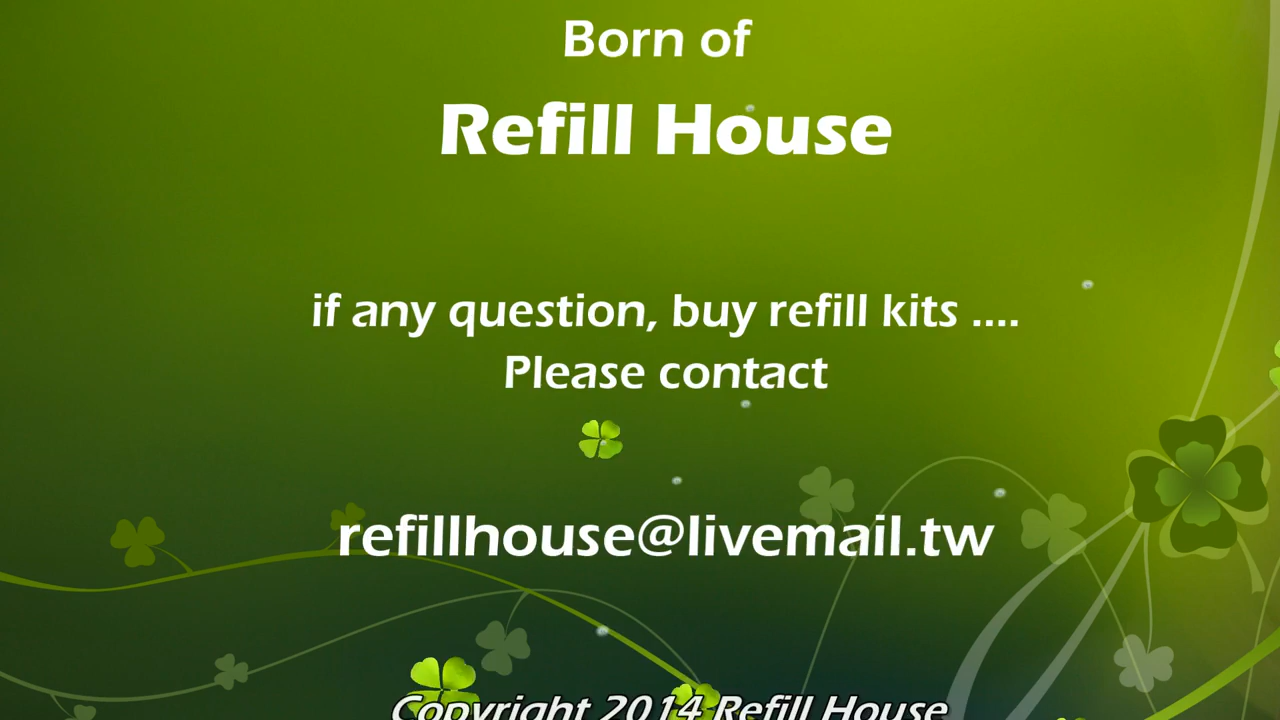 Born of
Refill House
if any question, buy refill kits ....
Please contact
refillhouse@livemail.tw
Copyright 2014 Refill House